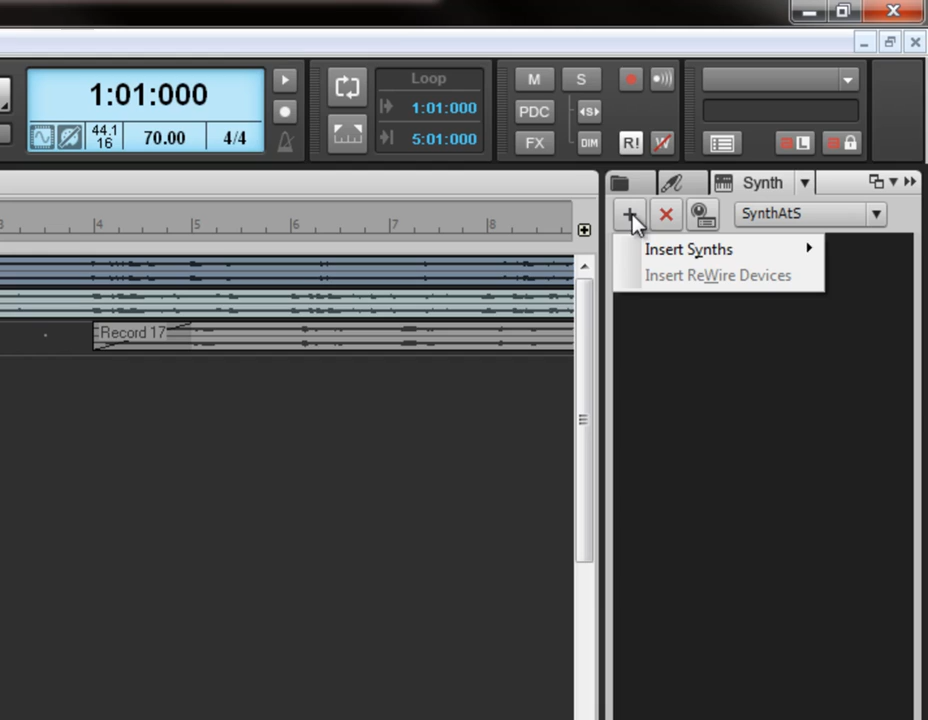 1:01:000
44.1
16
70.00
4/4
Loop
1:01:000
5:01:000
M
S
PDC
<S>
FX
DIM
R!
W
L
Synth
SynthAtS
Insert Synths
Insert ReWire Devices
3
4
5
6
7
8
Record 17